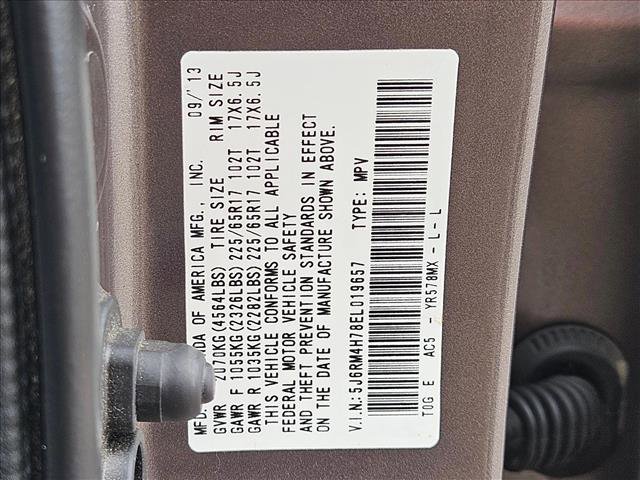 MFD. DA OF AMERICA MFG., INC. 09/'13
GVWR 2070KG(4564LBS) TIRE SIZE RIM SIZE
GAWR F 1055KG(2326LBS) 225/65R17 102T 17X6.5J
GAWR R 1035KG(2282LBS) 225/65R17 102T 17X6.5J
THIS VEHICLE CONFORMS TO ALL APPLICABLE
FEDERAL MOTOR VEHICLE SAFETY
AND THEFT PREVENTION STANDARDS IN EFFECT
ON THE DATE OF MANUFACTURE SHOWN ABOVE.
V.I.N.:5J6RM4H78EL019657 TYPE: MPV
T0G E AC5 - YR578MX - L - L